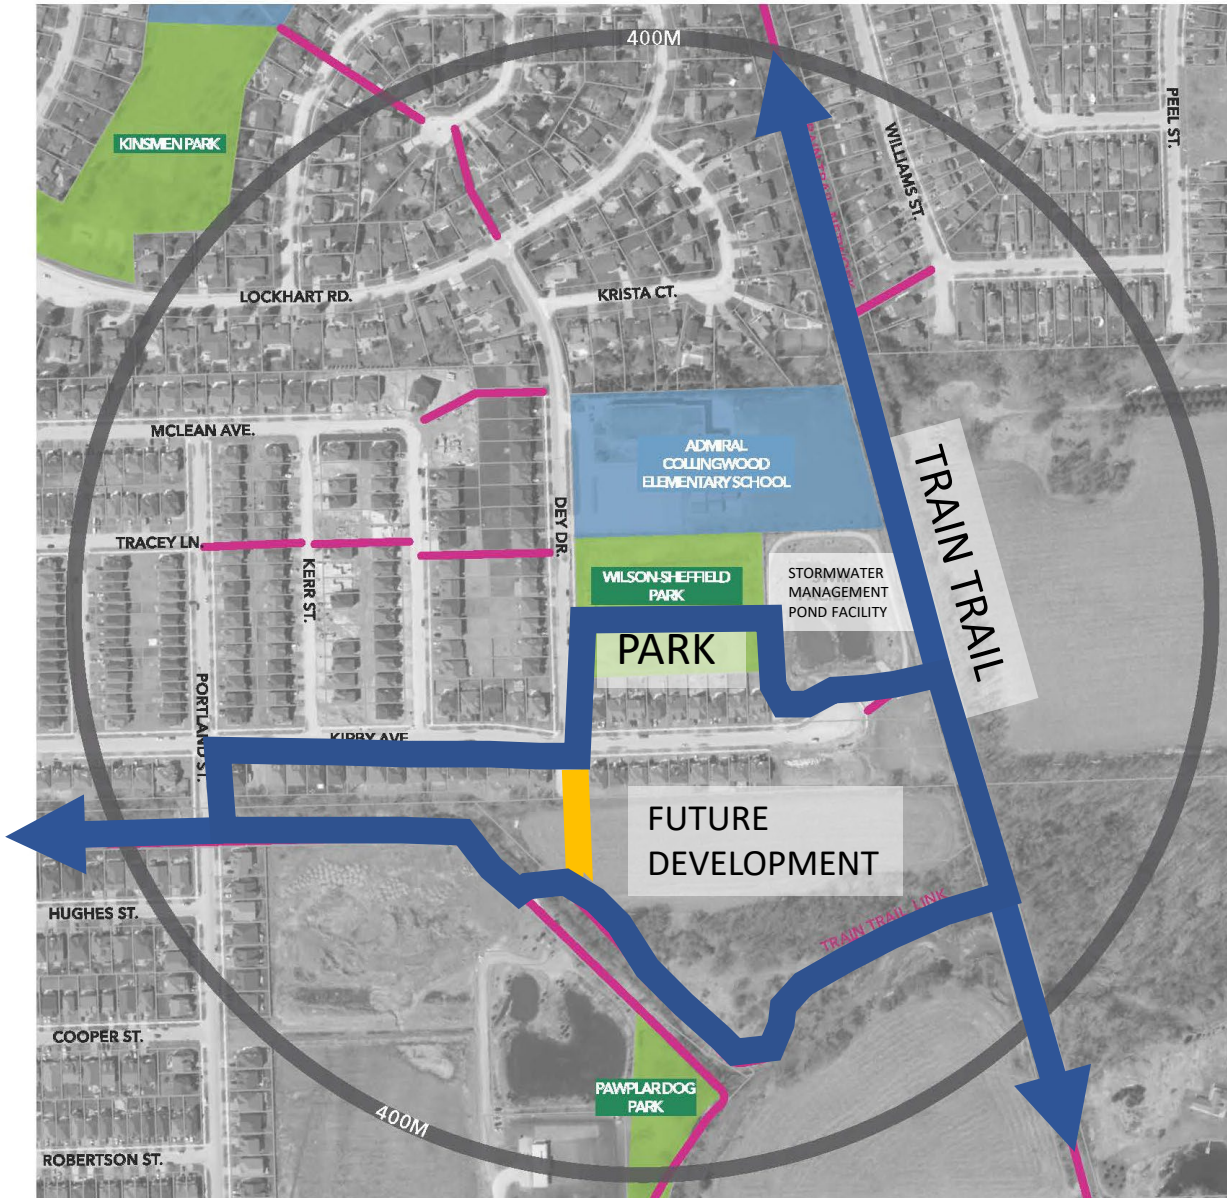 400M
PEEL ST.
WILLIAMS ST.
KINSMEN PARK
LOCKHART RD.
KRISTA CT.
MCLEAN AVE.
ADMIRAL
COLLINGWOOD
ELEMENTARY SCHOOL
TRAIN TRAIL
DEY DR.
TRACEY LN.
KERR ST.
WILSON-SHEFFIELD
PARK
STORMWATER
MANAGEMENT
POND FACILITY
PARK
PORTLAND ST.
KIRBY AVE
FUTURE
DEVELOPMENT
HUGHES ST.
TRAIN TRAIL LINK
COOPER ST.
PAWPLAR DOG
PARK
400M
ROBERTSON ST.